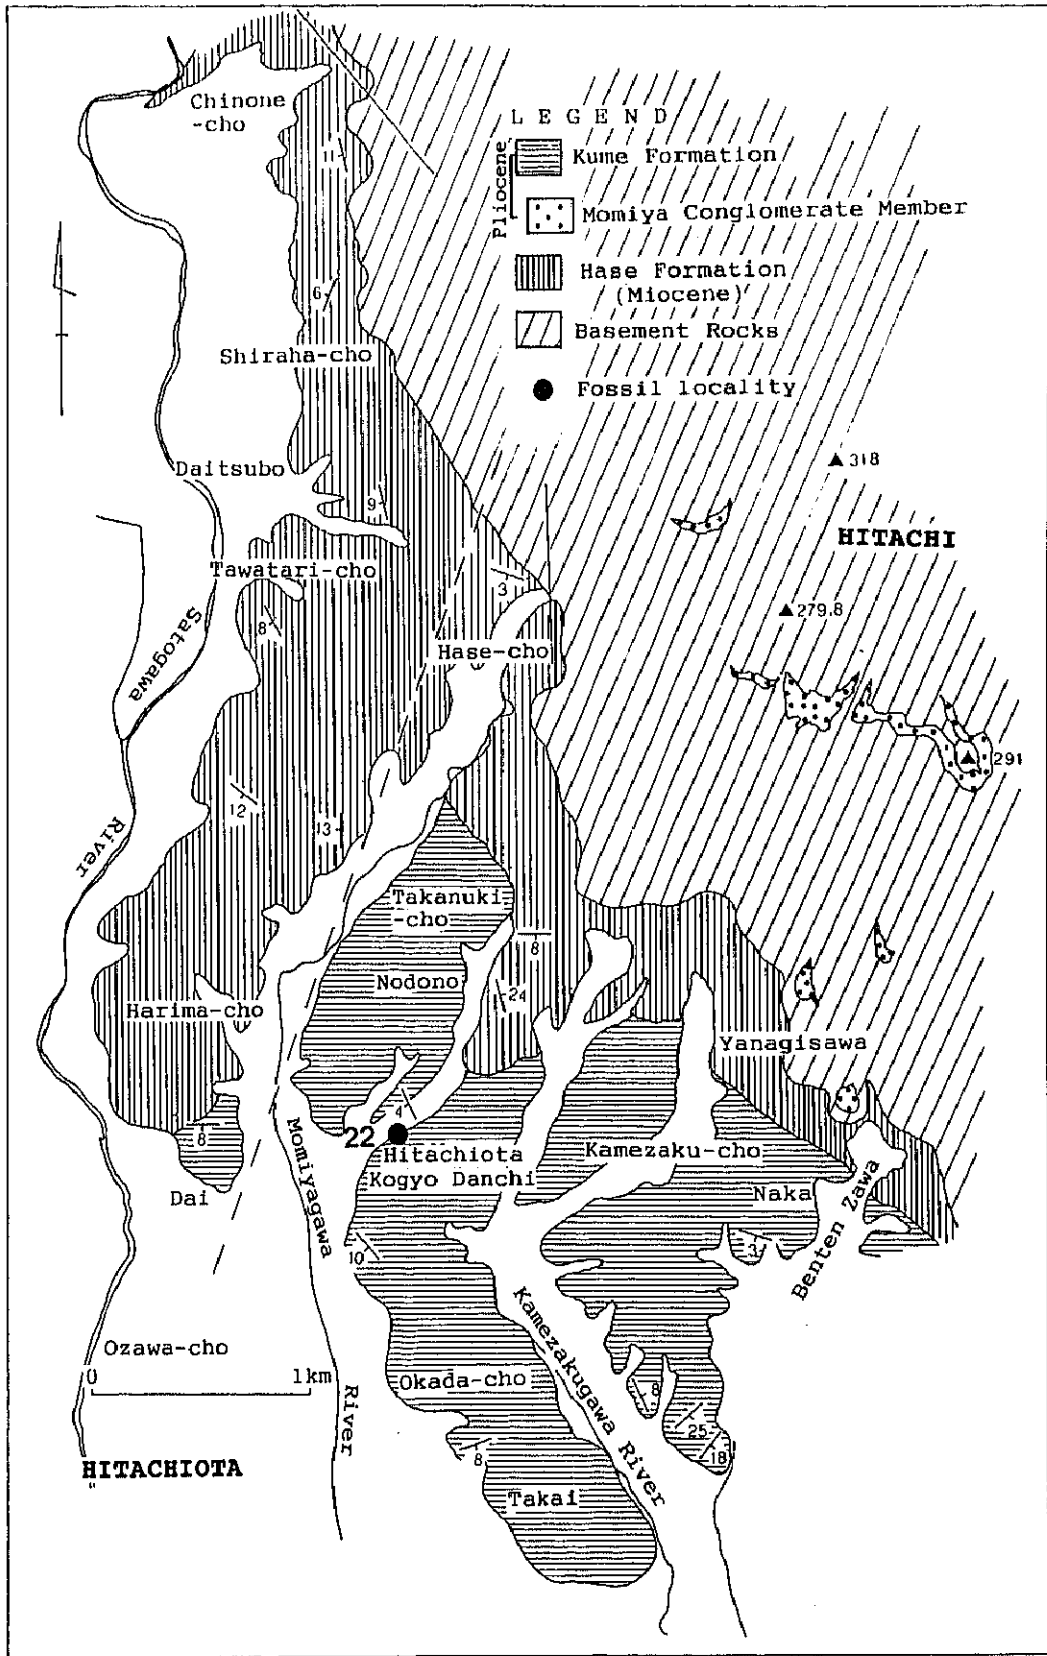 Chinone
-cho
LEGEND
Pliocene
Kume Formation
Momiya Conglomerate Member
Hase Formation
(Miocene)
Basement Rocks
Fossil locality
11
6
Shiraha-cho
318
Daitsubo
9
HITACHI
Tawatari-cho
3
279.8
8
Satogawa
River
Hase-cho
291
12
13
Takanuki
-cho
8
Nodono
24
Harima-cho
Yanagisawa
4
22
8
Hitachiota
Kogyo Danchi
Kamezaku-cho
Dai
Momiyagawa
River
Naka
Benten Zawa
10
3
Kamezakugawa River
Ozawa-cho
0
1km
Okada-cho
8
25
18
8
HITACHIOTA
Takai